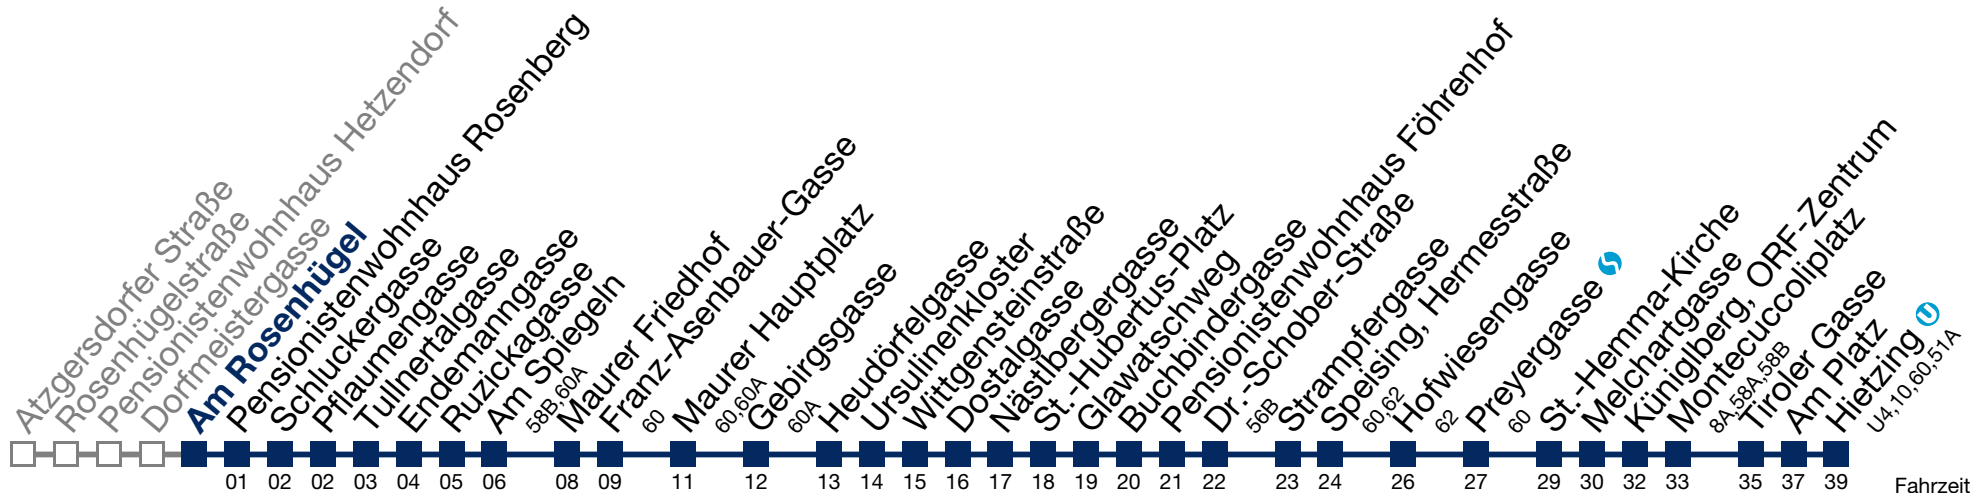 Atzgersdorfer Straße
Rosenhügelstraße
Pensionistenwohnhaus Hetzendorf
Dorfmeistergasse
Am Rosenhügel
Pensionistenwohnhaus Rosenberg
Schluckergasse
Pflaumengasse
Tullnertalgasse
Endemanngasse
Ruzickagasse
Am Spiegeln
58B,60A
Maurer Friedhof
Franz-Asenbauer-Gasse
60
Maurer Hauptplatz
60,60A
Gebirgsgasse
60A
Heudörfelgasse
Ursulinenkloster
Wittgensteinstraße
Dostalgasse
Nästlbergergasse
St.-Hubertus-Platz
Glawatschweg
Buchbindergasse
Pensionistenwohnhaus Föhrenhof
Dr.-Schober-Straße
56B
Strampfergasse
Speising, Hermesstraße
60,62
Hofwiesengasse
62
Preyergasse
60
St.-Hemma-Kirche
Melchartgasse
Küniglberg, ORF-Zentrum
Montecuccoliplatz
8A,58A,58B
Tiroler Gasse
Am Platz
Hietzing U
U4,10,60,51A
01 02 02 03 04 05 06 08 09 11 12 13 14 15 16 17 18 19 20 21 22 23 24 26 27 29 30 32 33 35 37 39 Fahrzeit